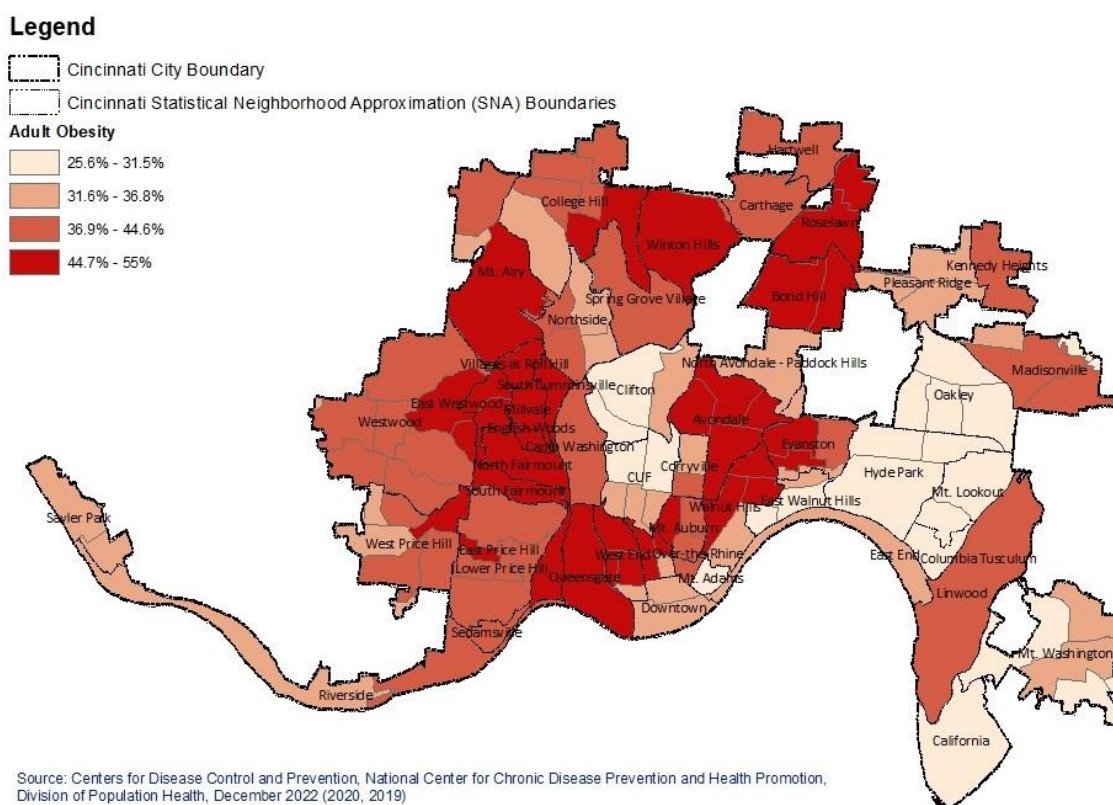 Legend
Cincinnati City Boundary
Cincinnati Statistical Neighborhood Approximation (SNA) Boundaries
Adult Obesity
25.6% - 31.5%
31.6% - 36.8%
36.9% - 44.6%
44.7% - 55%
Hartwell
College Hill
Carthage
Winton Hills
Roselawn
Mt. Airy
Kennedy Heights
Pleasant Ridge
Bond Hill
Spring Grove Village
Northside
Villages at Roll Hill
North Avondale - Paddock Hills
Madisonville
South Cumminsville
Clifton
Oakley
East Westwood
Millvale
Westwood
Avondale
English Woods
Camp Washington
Evanston
North Fairmount
Corryville
Hyde Park
CUF
South Fairmount
Mt. Lookout
East Walnut Hills
Walnut Hills
Sayler Park
Mt. Auburn
West Price Hill
East Price Hill
West End
Over-the-Rhine
East End
Columbia Tusculum
Lower Price Hill
Queensgate
Mt. Adams
Linwood
Downtown
Sedamsville
Mt. Washington
Riverside
California
Source: Centers for Disease Control and Prevention, National Center for Chronic Disease Prevention and Health Promotion,
Division of Population Health, December 2022 (2020, 2019)